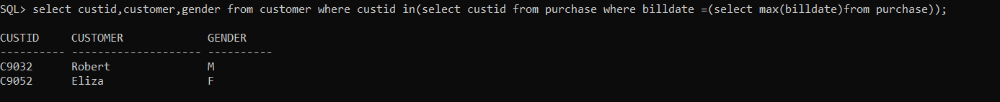 SQL> select custid,customer,gender from customer where custid in(select custid from purchase where billdate =(select max(billdate)from purchase));
CUSTID     CUSTOMER             GENDER
---------- -------------------- ----------
C9032      Robert               M
C9052      Eliza                F